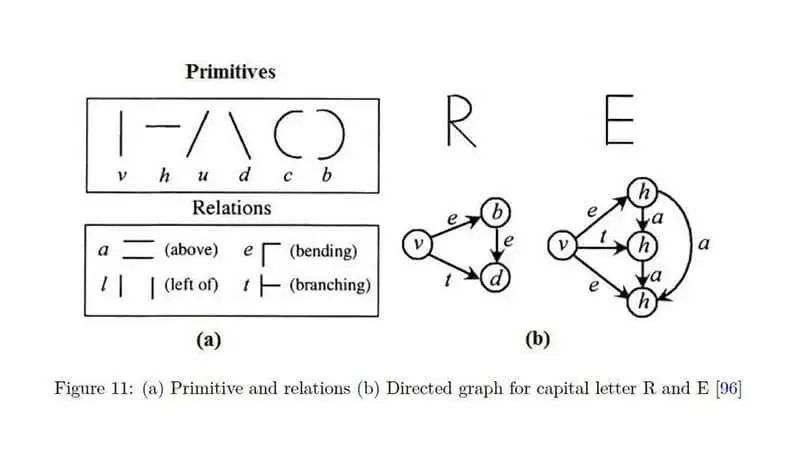 Primitives
v h u d c b
Relations
a (above) e (bending)
l (left of) t (branching)
(a)
R E
e b
v e
t d
h
e a
v t h a
e a
h
(b)
Figure 11: (a) Primitive and relations (b) Directed graph for capital letter R and E [96]